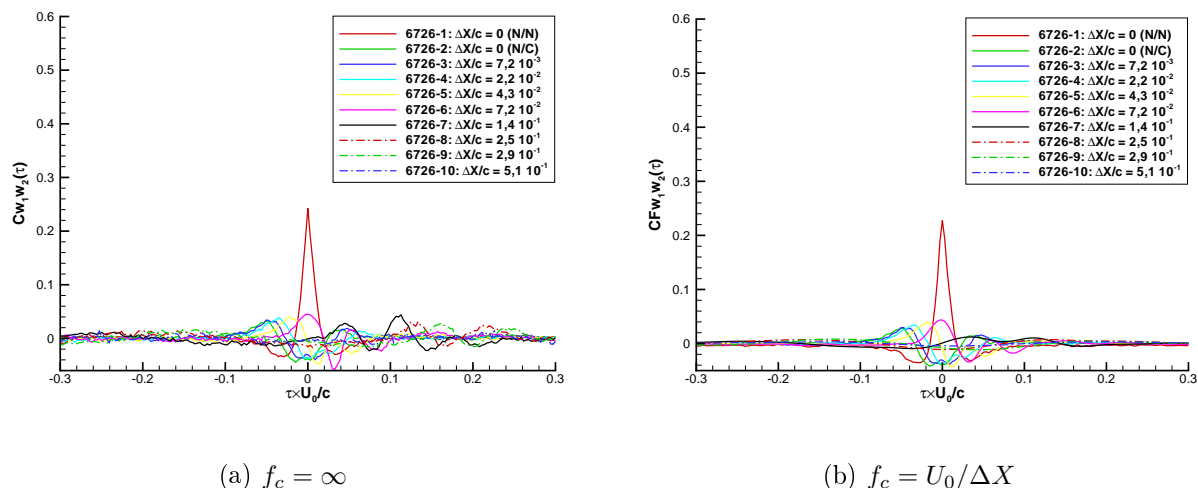 0.6
0.5
0.4
0.3
0.2
0.1
0
Cw₁w₂(τ)
6726-1: ΔX/c = 0 (N/N)
6726-2: ΔX/c = 0 (N/C)
6726-3: ΔX/c = 7,2 10⁻³
6726-4: ΔX/c = 2,2 10⁻²
6726-5: ΔX/c = 4,3 10⁻²
6726-6: ΔX/c = 7,2 10⁻²
6726-7: ΔX/c = 1,4 10⁻¹
6726-8: ΔX/c = 2,5 10⁻¹
6726-9: ΔX/c = 2,9 10⁻¹
6726-10: ΔX/c = 5,1 10⁻¹
-0.3 -0.2 -0.1 0 0.1 0.2 0.3
τ×U₀/c
(a) f_c = ∞
0.6
0.5
0.4
0.3
0.2
0.1
0
CFw₁w₂(τ)
6726-1: ΔX/c = 0 (N/N)
6726-2: ΔX/c = 0 (N/C)
6726-3: ΔX/c = 7,2 10⁻³
6726-4: ΔX/c = 2,2 10⁻²
6726-5: ΔX/c = 4,3 10⁻²
6726-6: ΔX/c = 7,2 10⁻²
6726-7: ΔX/c = 1,4 10⁻¹
6726-8: ΔX/c = 2,5 10⁻¹
6726-9: ΔX/c = 2,9 10⁻¹
6726-10: ΔX/c = 5,1 10⁻¹
-0.3 -0.2 -0.1 0 0.1 0.2 0.3
τ×U₀/c
(b) f_c = U₀/ΔX